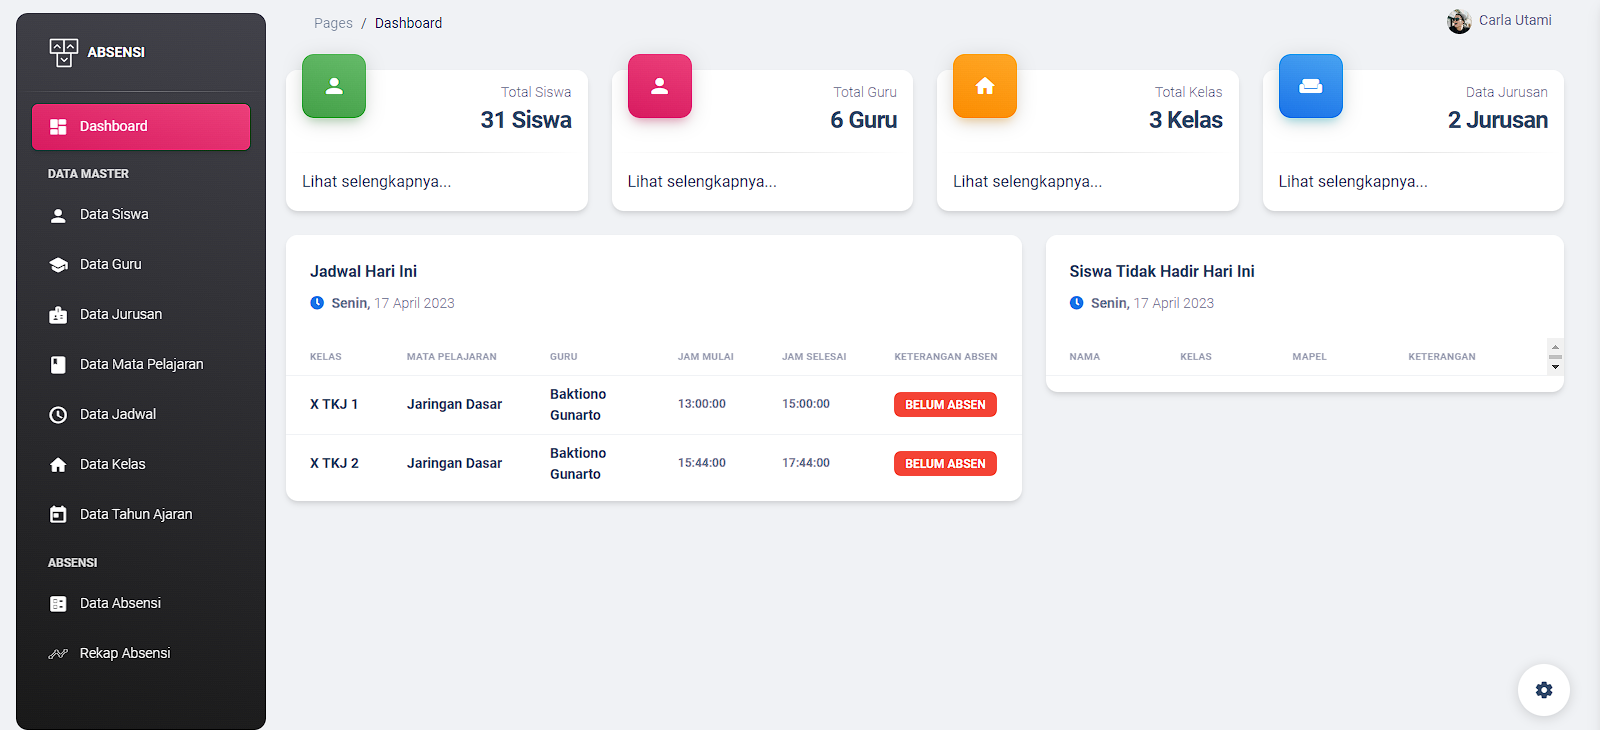 ABSENSI
Dashboard
DATA MASTER
Data Siswa
Data Guru
Data Jurusan
Data Mata Pelajaran
Data Jadwal
Data Kelas
Data Tahun Ajaran
ABSENSI
Data Absensi
Rekap Absensi
Pages / Dashboard
Carla Utami
Total Siswa
31 Siswa
Lihat selengkapnya...
Total Guru
6 Guru
Lihat selengkapnya...
Total Kelas
3 Kelas
Lihat selengkapnya...
Data Jurusan
2 Jurusan
Lihat selengkapnya...
Jadwal Hari Ini
Senin, 17 April 2023
KELAS MATA PELAJARAN GURU JAM MULAI JAM SELESAI KETERANGAN ABSEN
X TKJ 1 Jaringan Dasar Baktiono Gunarto 13:00:00 15:00:00 BELUM ABSEN
X TKJ 2 Jaringan Dasar Baktiono Gunarto 15:44:00 17:44:00 BELUM ABSEN
Siswa Tidak Hadir Hari Ini
Senin, 17 April 2023
NAMA KELAS MAPEL KETERANGAN